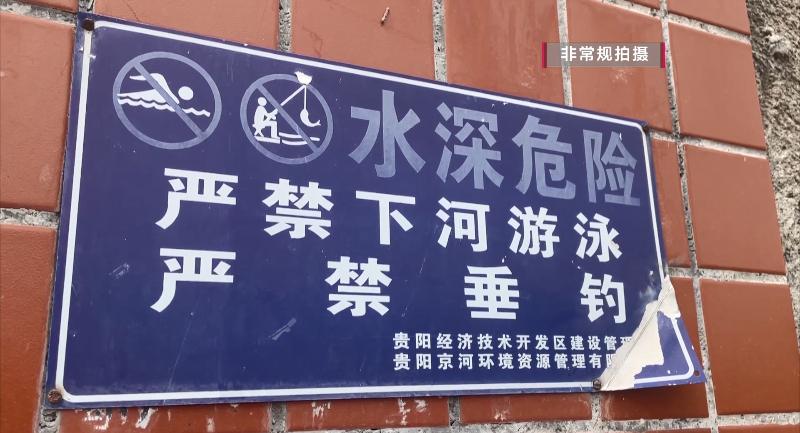 非常规拍摄
水深危险
严禁下河游泳
严禁垂钓
贵阳经济技术开发区建设管理
贵阳京河环境资源管理有限